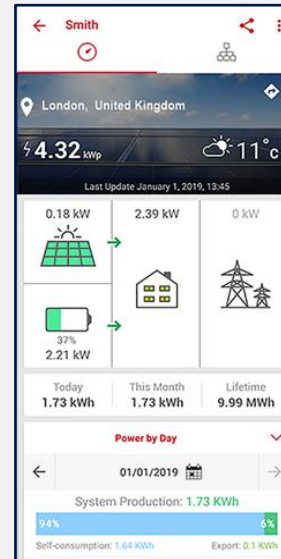 Smith
London, United Kingdom
4.32 kWp
11°c
Last Update January 1, 2019, 13:45
0.18 kW
2.39 kW
0 kW
37%
2.21 kW
Today
This Month
Lifetime
1.73 kWh
1.73 kWh
9.99 MWh
Power by Day
01/01/2019
System Production: 1.73 KWh
94%
6%
Self-consumption: 1.64 KWh
Export: 0.1 KWh